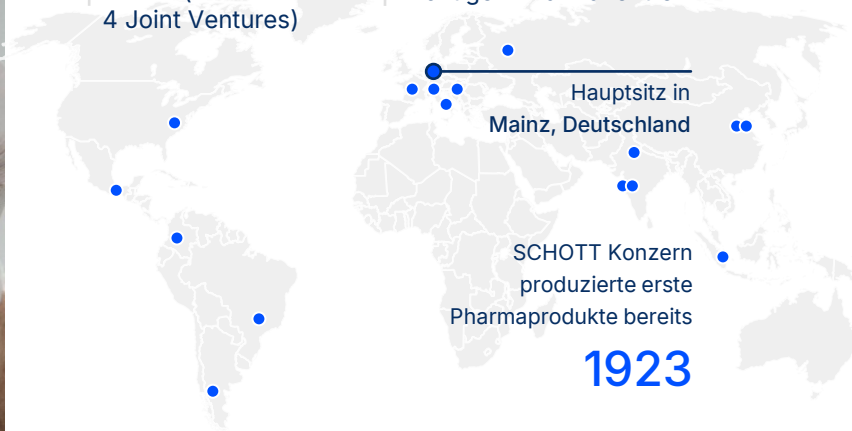 4 Joint Ventures)
Hauptsitz in
Mainz, Deutschland
SCHOTT Konzern
produzierte erste
Pharmaprodukte bereits
1923